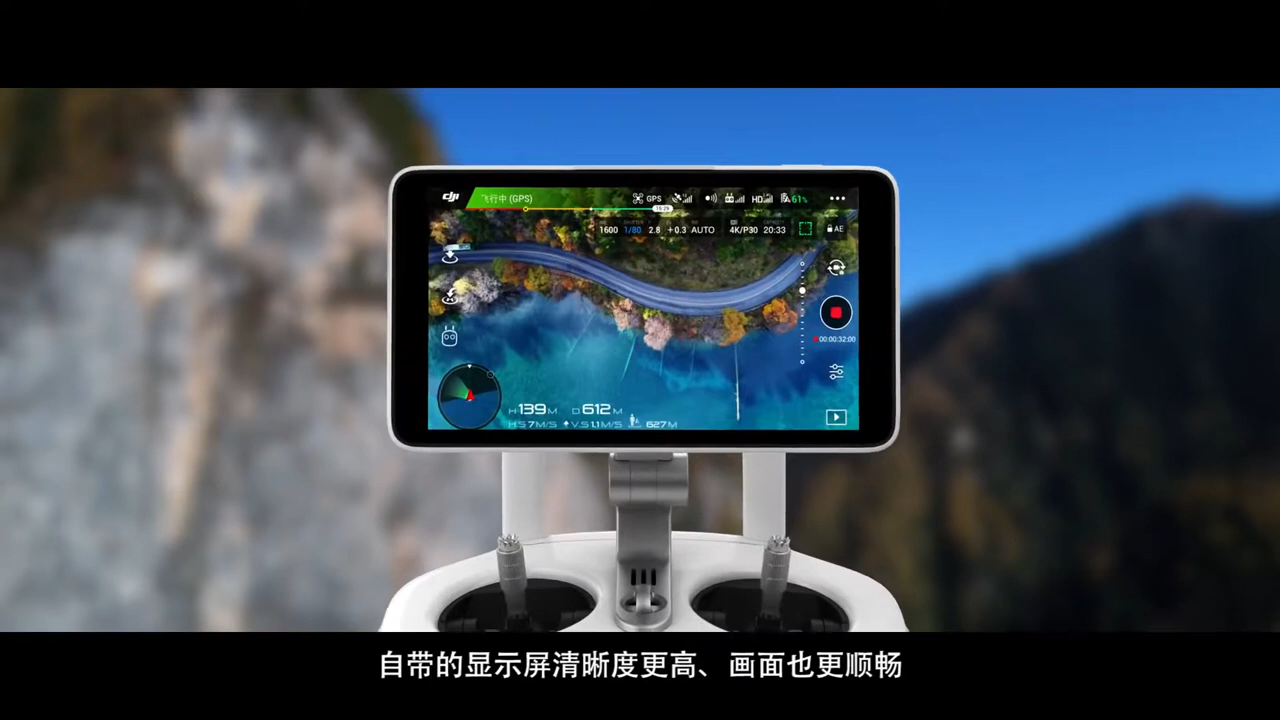 dji 飞行中 (GPS) GPS HD 61%
15:29
1600 1/80 2.8 +0.3 AUTO 4K/P30 20:33 AE
00:00:32:00
H 139 M D 612 M
H.S 7 M/S V.S 1.1 M/S 627 M
自带的显示屏清晰度更高、画面也更顺畅